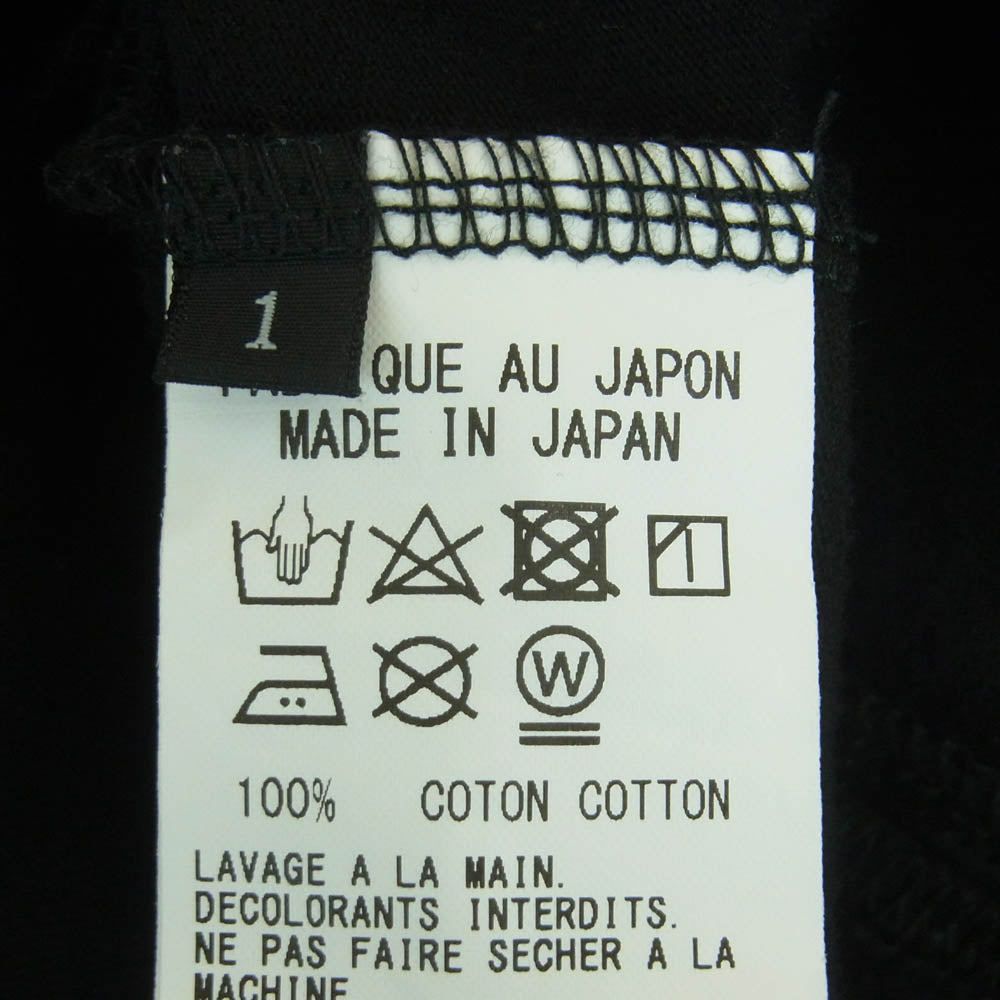 1
QUE AU JAPON
MADE IN JAPAN
W
100% COTON COTTON
LAVAGE A LA MAIN.
DECOLORANTS INTERDITS.
NE PAS FAIRE SECHER A LA
MACHINE